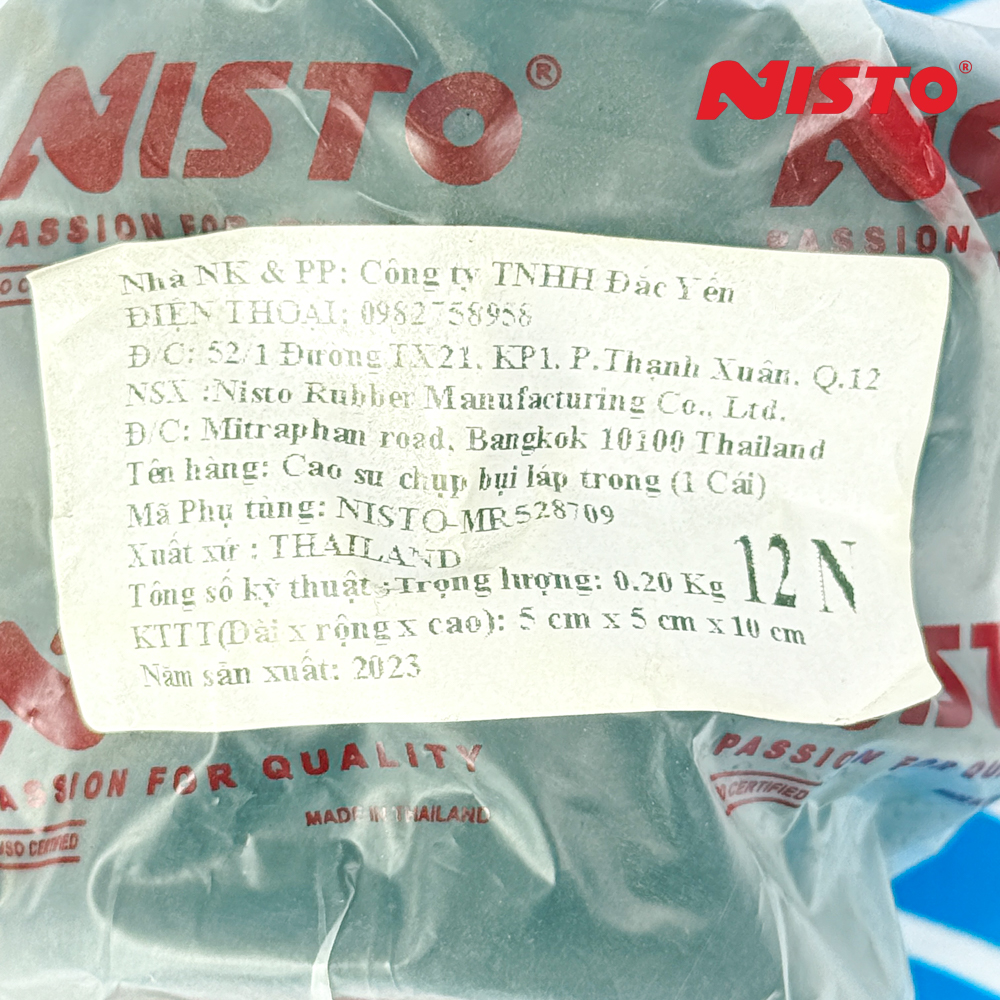 NISTO®
NISTO®
PASSION FOR
PASSION
Nhà NK & PP: Công ty TNHH Đắc Yến
ĐIỆN THOẠI: 0982758958
Đ/C: 52/1 Đường TX21, KP1, P.Thạnh Xuân, Q.12
NSX :Nisto Rubber Manufacturing Co., Ltd.
Đ/C: Mitraphan road, Bangkok 10100 Thailand
Tên hàng: Cao su chụp bụi láp trong (1 Cái)
Mã Phụ tùng: NISTO-MR528709
Xuất xứ : THAILAND
Tông số kỹ thuật :Trọng lượng: 0.20 Kg
12 N
KTTT(Dài x rộng x cao): 5 cm x 5 cm x 10 cm
Năm sản xuất: 2023
PASSION FOR QUALITY
PASSION FOR QU
MADE IN THAILAND
CERTIFIED
ISO CERTIFIED